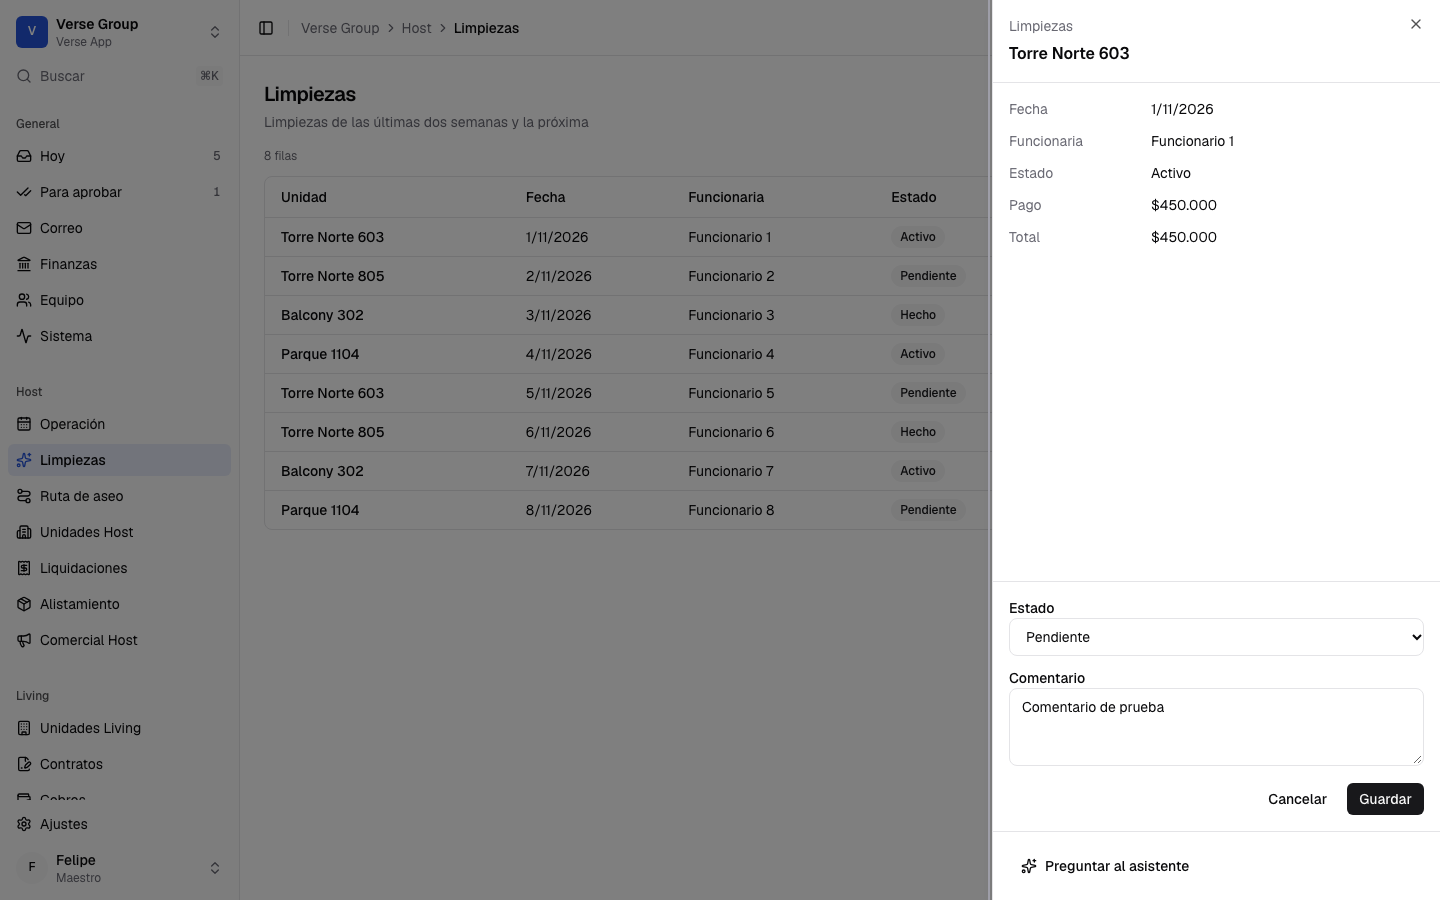 V
Verse Group
Verse App
Buscar ⌘K
General
Hoy 5
Para aprobar 1
Correo
Finanzas
Equipo
Sistema
Host
Operación
Limpiezas
Ruta de aseo
Unidades Host
Liquidaciones
Alistamiento
Comercial Host
Living
Unidades Living
Contratos
Cobros
Ajustes
F
Felipe
Maestro
Verse Group > Host > Limpiezas
Limpiezas
Limpiezas de las últimas dos semanas y la próxima
8 filas
Unidad Fecha Funcionaria Estado
Torre Norte 603 1/11/2026 Funcionario 1 Activo
Torre Norte 805 2/11/2026 Funcionario 2 Pendiente
Balcony 302 3/11/2026 Funcionario 3 Hecho
Parque 1104 4/11/2026 Funcionario 4 Activo
Torre Norte 603 5/11/2026 Funcionario 5 Pendiente
Torre Norte 805 6/11/2026 Funcionario 6 Hecho
Balcony 302 7/11/2026 Funcionario 7 Activo
Parque 1104 8/11/2026 Funcionario 8 Pendiente
Limpiezas
Torre Norte 603
Fecha 1/11/2026
Funcionaria Funcionario 1
Estado Activo
Pago $450.000
Total $450.000
Estado
Pendiente
Comentario
Comentario de prueba
Cancelar Guardar
Preguntar al asistente